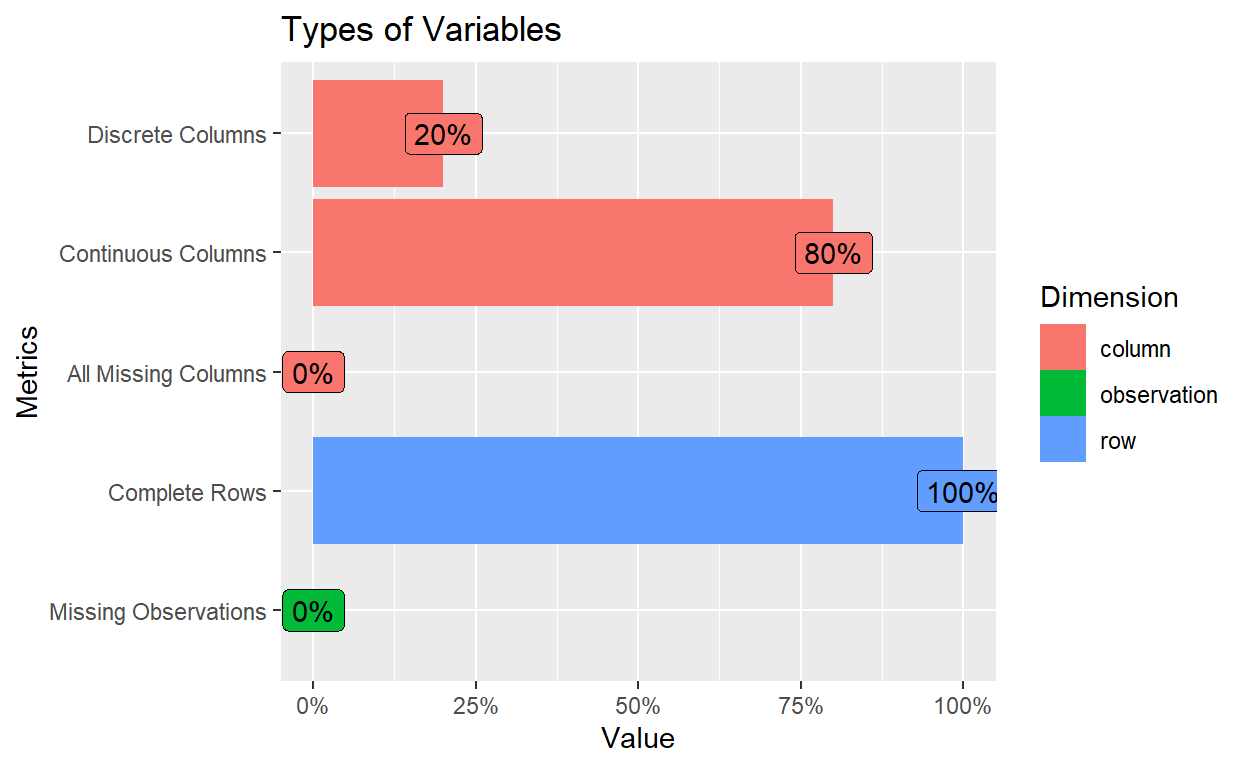 Types of Variables
Metrics
Discrete Columns
20%
Continuous Columns
80%
All Missing Columns
0%
Complete Rows
100%
Missing Observations
0%
0%
25%
50%
75%
100%
Value
Dimension
column
observation
row